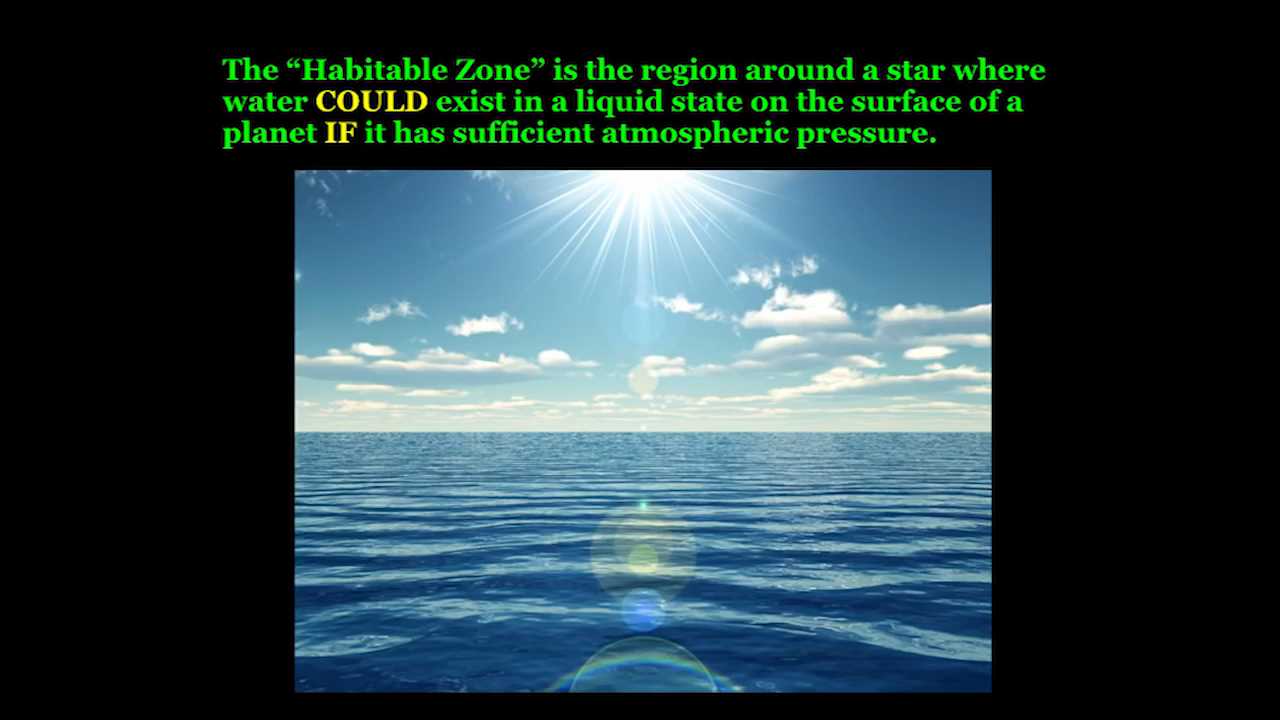 The “Habitable Zone” is the region around a star where
water COULD exist in a liquid state on the surface of a
planet IF it has sufficient atmospheric pressure.